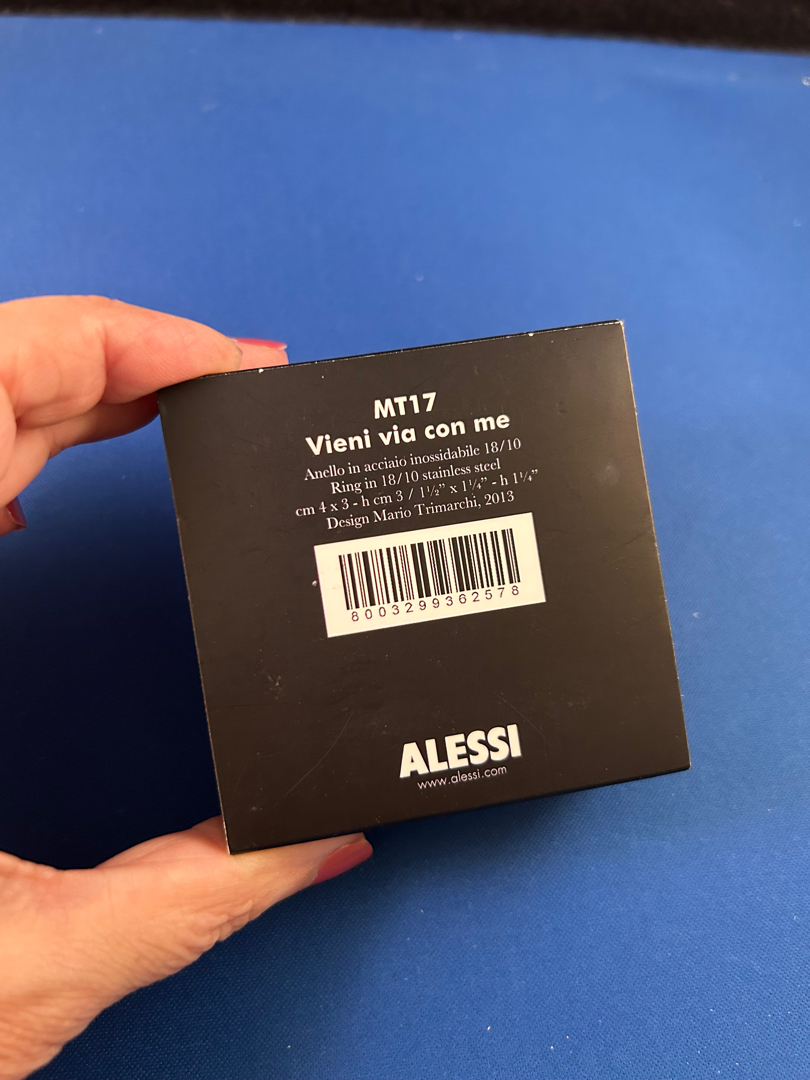 MT17
Vieni via con me
Anello in acciaio inossidabile 18/10
Ring in 18/10 stainless steel
cm 4 x 3 - h cm 3 / 1½” x 1¼” - h 1¼”
Design Mario Trimarchi, 2013
8003299362578
ALESSI
www.alessi.com